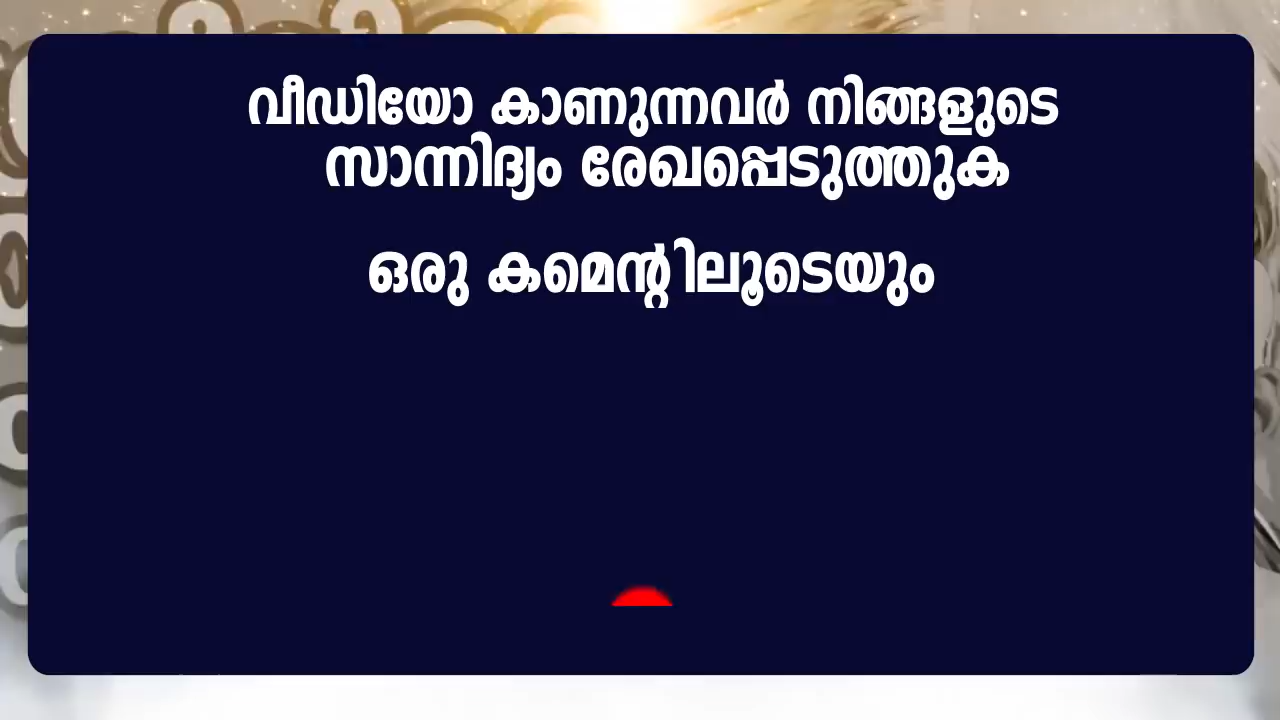 വീഡിയോ കാണുന്നവർ നിങ്ങളുടെ
സാന്നിദ്യം രേഖപ്പെടുത്തുക
ഒരു കമെന്റിലൂടെയും